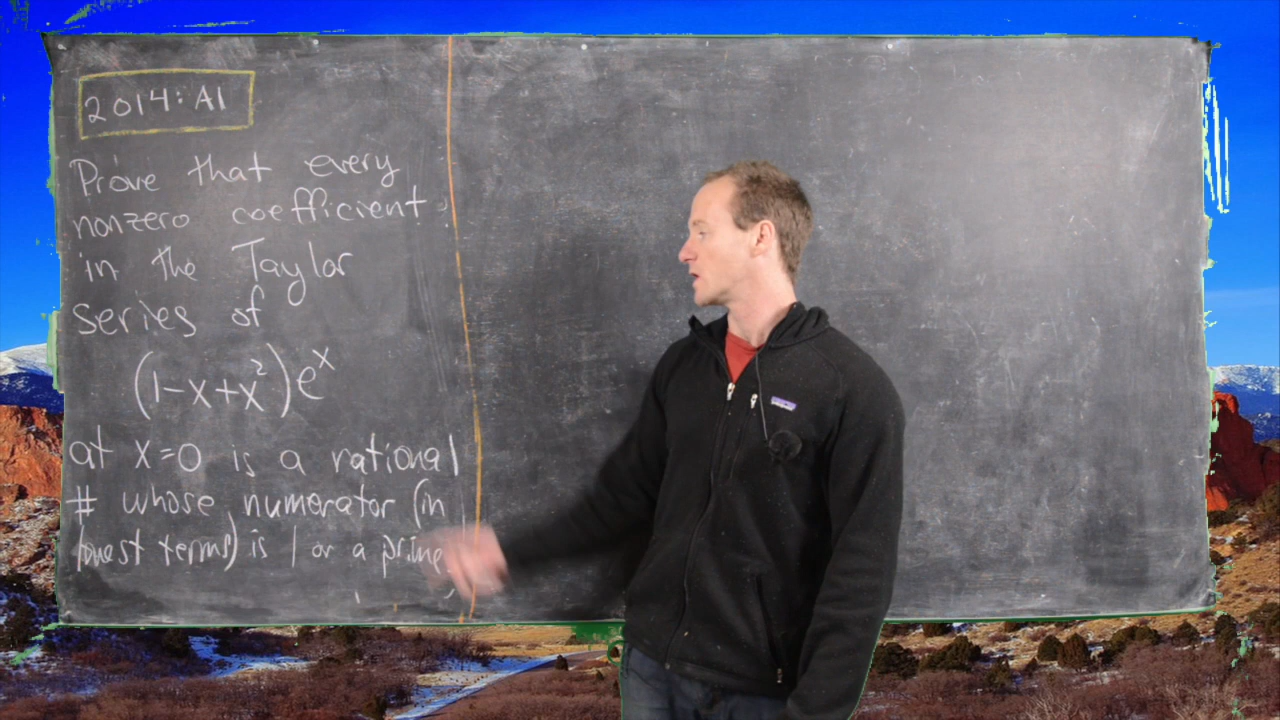 2014: A1
Prove that every
nonzero coefficient
in the Taylor
series of
(1-x+x²)eˣ
at x=0 is a rational
# whose numerator (in
lowest terms) is 1 or a prime